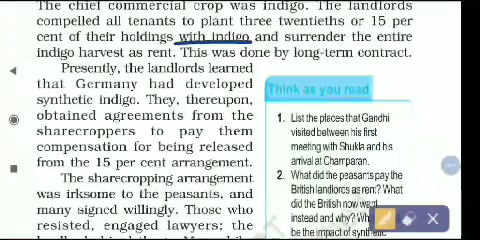 The chief commercial crop was indigo. The landlords
compelled all tenants to plant three twentieths or 15 per
cent of their holdings with indigo and surrender the entire
indigo harvest as rent. This was done by long-term contract.
Presently, the landlords learned
that Germany had developed
synthetic indigo. They, thereupon,
obtained agreements from the
sharecroppers to pay them
compensation for being released
from the 15 per cent arrangement.
The sharecropping arrangement
was irksome to the peasants, and
many signed willingly. Those who
resisted, engaged lawyers; the
Think as you read
1. List the places that Gandhi
visited between his first
meeting with Shukla and his
arrival at Champaran.
2. What did the peasants pay the
British landlords as rent? What
did the British now want
instead and why?
be the impact of synthetic